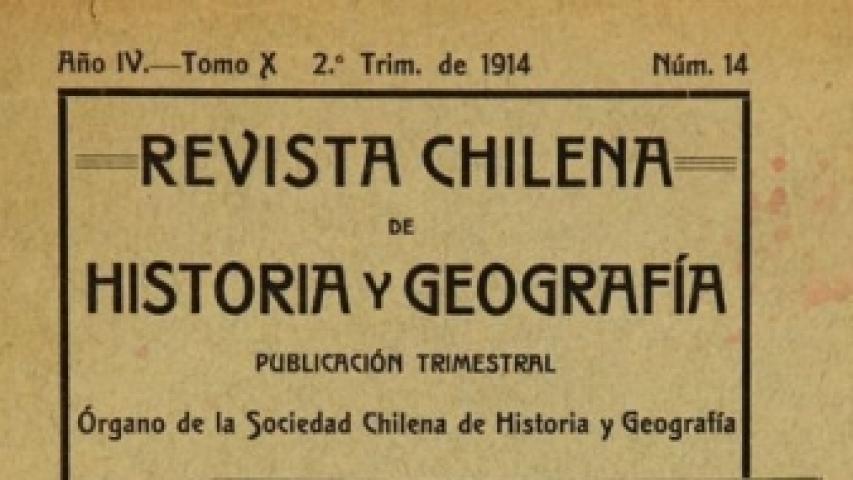 Año IV.—Tomo X 2.° Trim. de 1914 Núm. 14
REVISTA CHILENA
DE
HISTORIA Y GEOGRAFÍA
PUBLICACIÓN TRIMESTRAL
Órgano de la Sociedad Chilena de Historia y Geografía